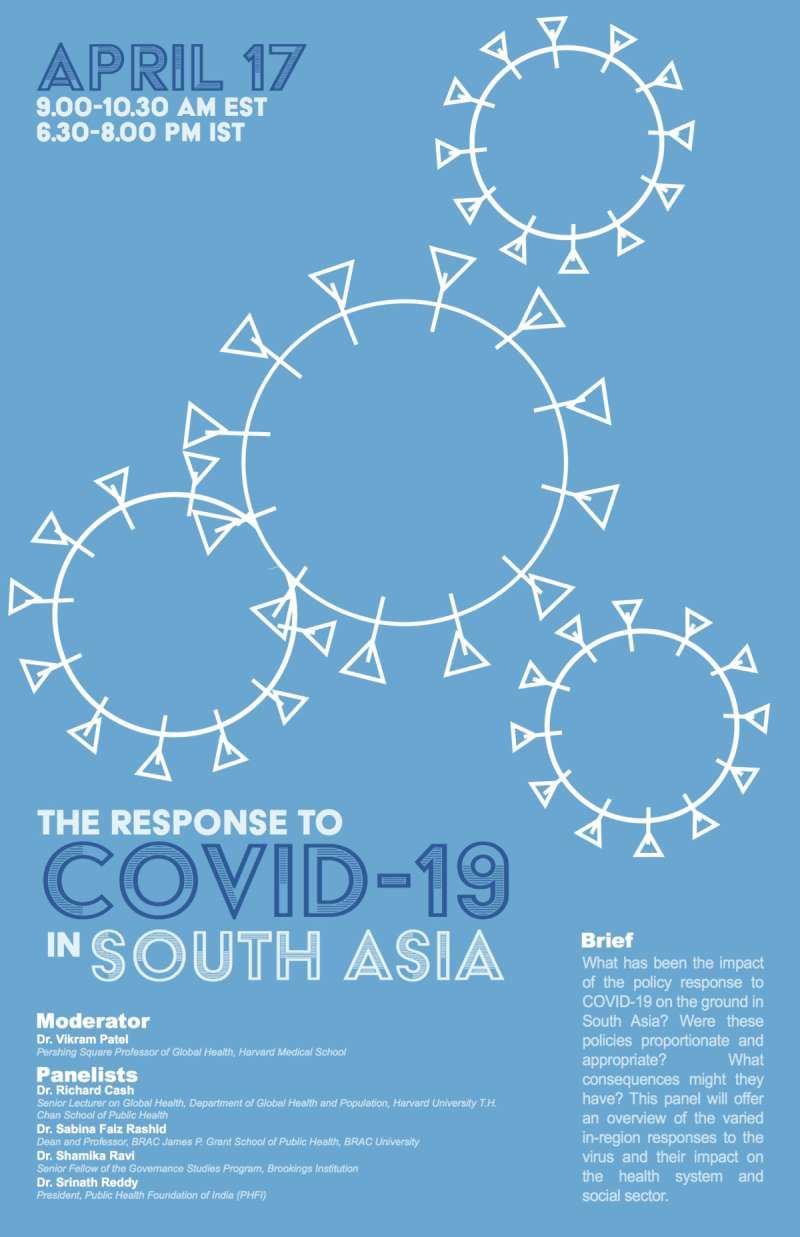 APRIL 17
9.00-10.30 AM EST
6.30-8.00 PM IST
THE RESPONSE TO
COVID-19
IN SOUTH ASIA
Moderator
Dr. Vikram Patel
Pershing Square Professor of Global Health, Harvard Medical School
Panelists
Dr. Richard Cash
Senior Lecturer on Global Health, Department of Global Health and Population, Harvard University T.H.
Chan School of Public Health
Dr. Sabina Faiz Rashid
Dean and Professor, BRAC James P. Grant School of Public Health, BRAC University
Dr. Shamika Ravi
Senior Fellow of the Governance Studies Program, Brookings Institution
Dr. Srinath Reddy
President, Public Health Foundation of India (PHFI)
Brief
What has been the impact
of the policy response to
COVID-19 on the ground in
South Asia? Were these
policies proportionate and
appropriate? What
consequences might they
have? This panel will offer
an overview of the varied
in-region responses to the
virus and their impact on
the health system and
social sector.